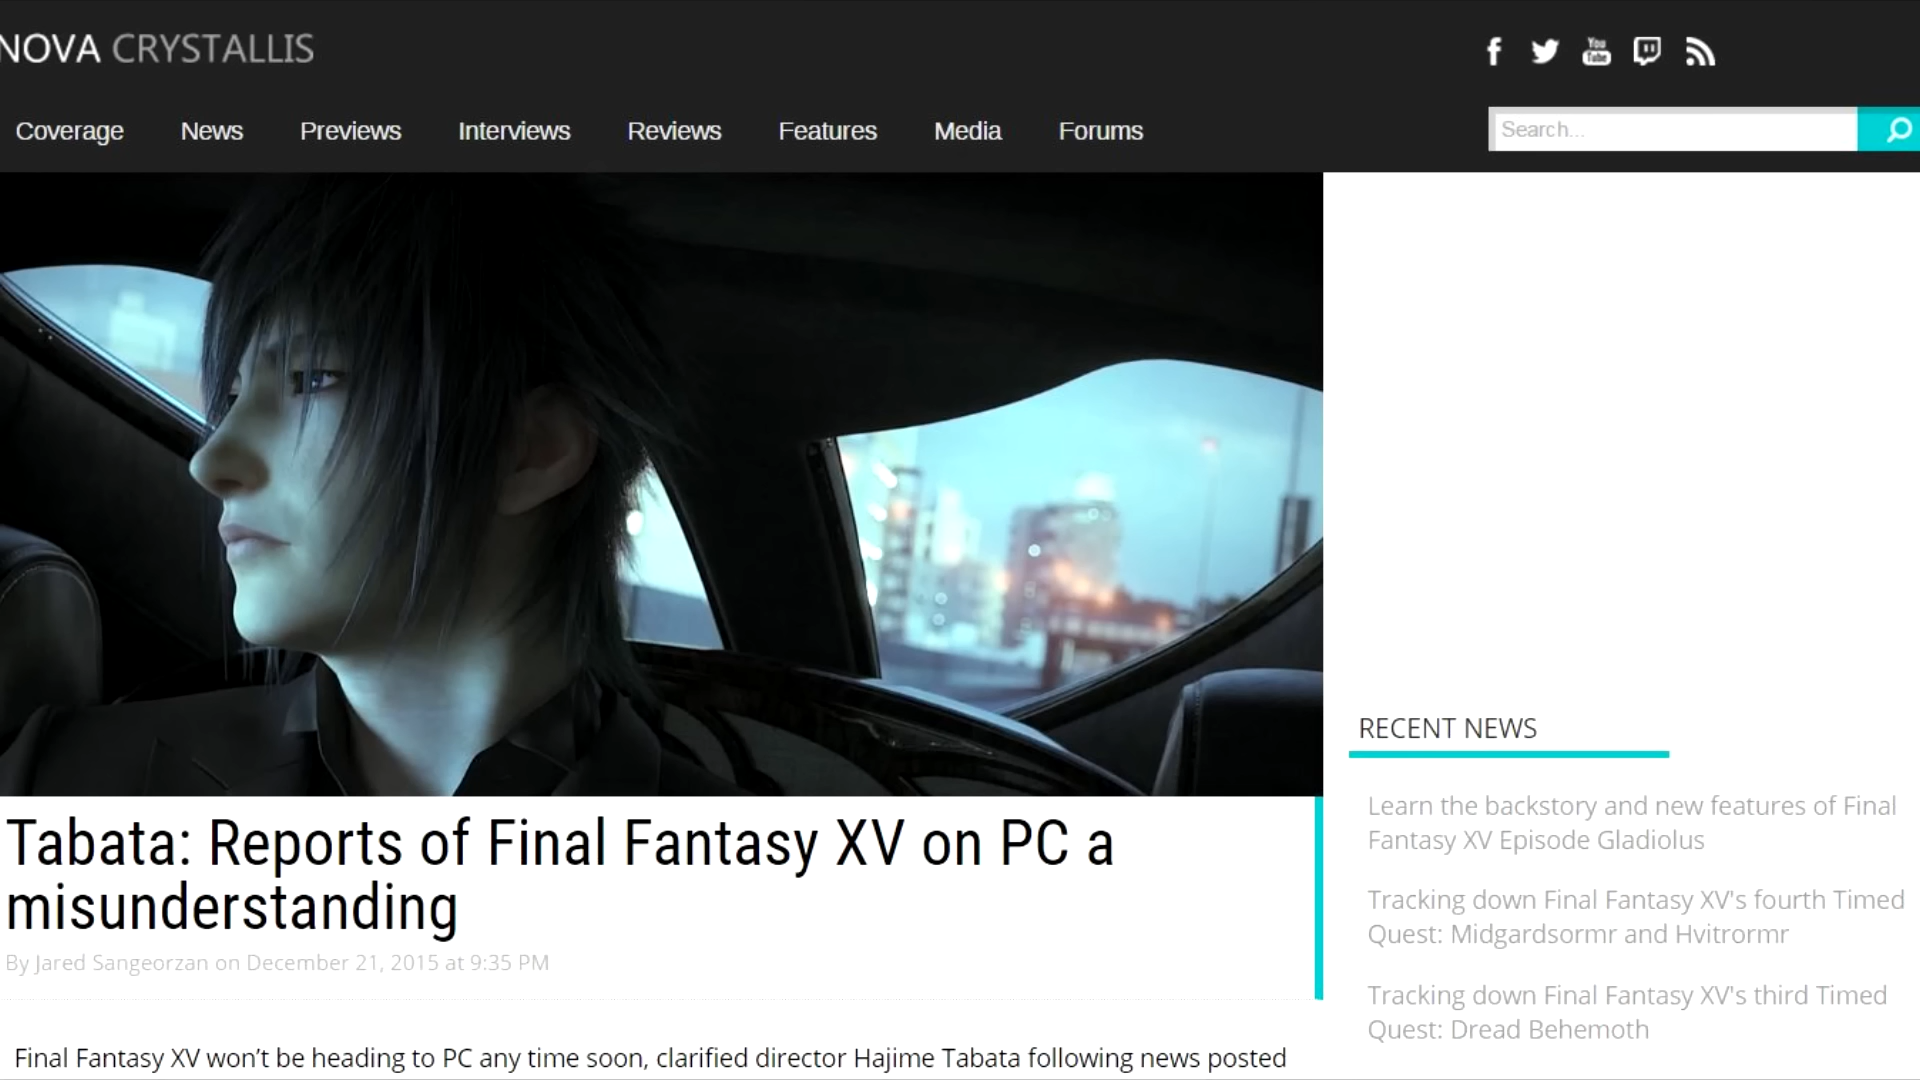 NOVA CRYSTALLIS
Coverage News Previews Interviews Reviews Features Media Forums
Search...
Tabata: Reports of Final Fantasy XV on PC a
misunderstanding
By Jared Sangeorzan on December 21, 2015 at 9:35 PM
Final Fantasy XV won’t be heading to PC any time soon, clarified director Hajime Tabata following news posted
RECENT NEWS
Learn the backstory and new features of Final
Fantasy XV Episode Gladiolus
Tracking down Final Fantasy XV's fourth Timed
Quest: Midgardsormr and Hvitrormr
Tracking down Final Fantasy XV's third Timed
Quest: Dread Behemoth